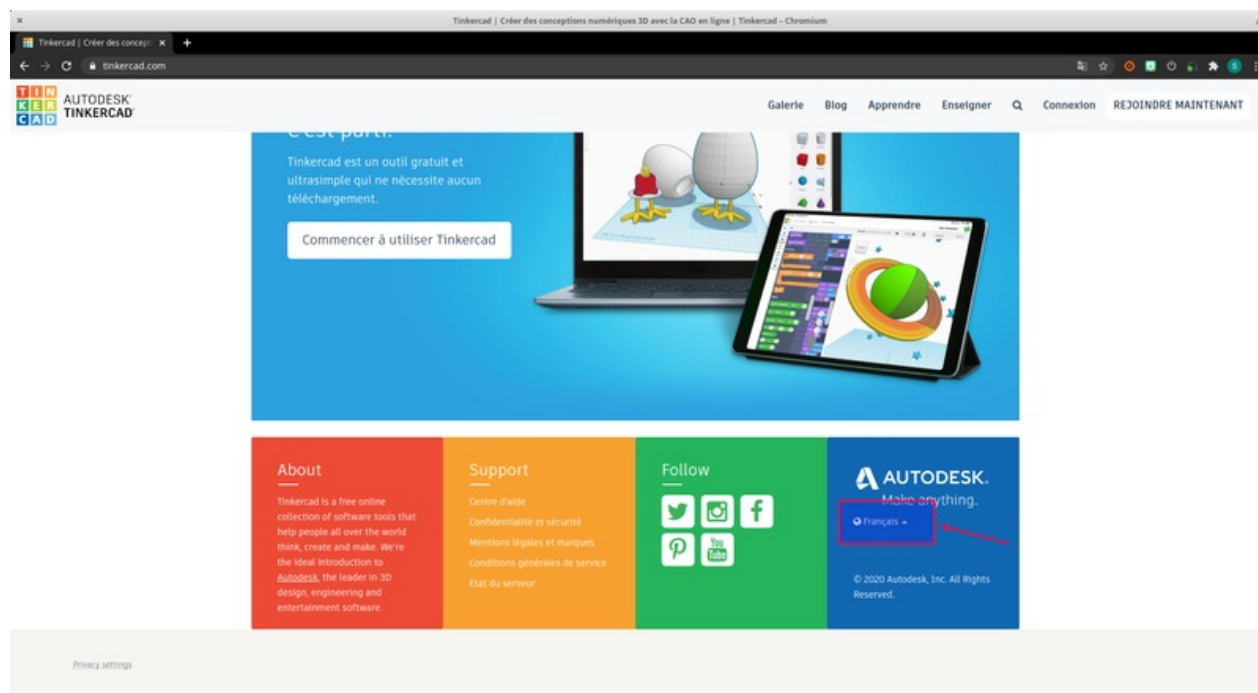 Tinkercad | Créer des conceptions numériques 3D avec la CAO en ligne | Tinkercad - Chromium
Tinkercad | Créer des concep
tinkercad.com
TIN
KER
CAD
AUTODESK
TINKERCAD
Galerie Blog Apprendre Enseigner Connexion REJOINDRE MAINTENANT
C'est parti!
Tinkercad est un outil gratuit et
ultrasimple qui ne nécessite aucun
téléchargement.
Commencer à utiliser Tinkercad
About
Tinkercad is a free online
collection of software tools that
help people all over the world
think, create and make. We're
the ideal introduction to
Autodesk, the leader in 3D
design, engineering and
entertainment software.
Support
Centre d'aide
Confidentialité et sécurité
Mentions légales et marques
Conditions générales de service
Etat du serveur
Follow
You
Tube
AUTODESK.
Make anything.
Français
© 2020 Autodesk, Inc. All Rights
Reserved.
Privacy settings